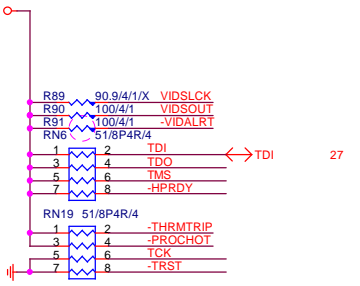 R89 90.9/4/1/X VIDSLCK
R90 100/4/1 VIDSOUT
R91 100/4/1 -VIDALRT
RN6 51/8P4R/4
1 2 TDI TDI 27
3 4 TDO
5 6 TMS
7 8 -HPRDY
RN19 51/8P4R/4
1 2 -THRMTRIP
3 4 -PROCHOT
5 6 TCK
7 8 -TRST